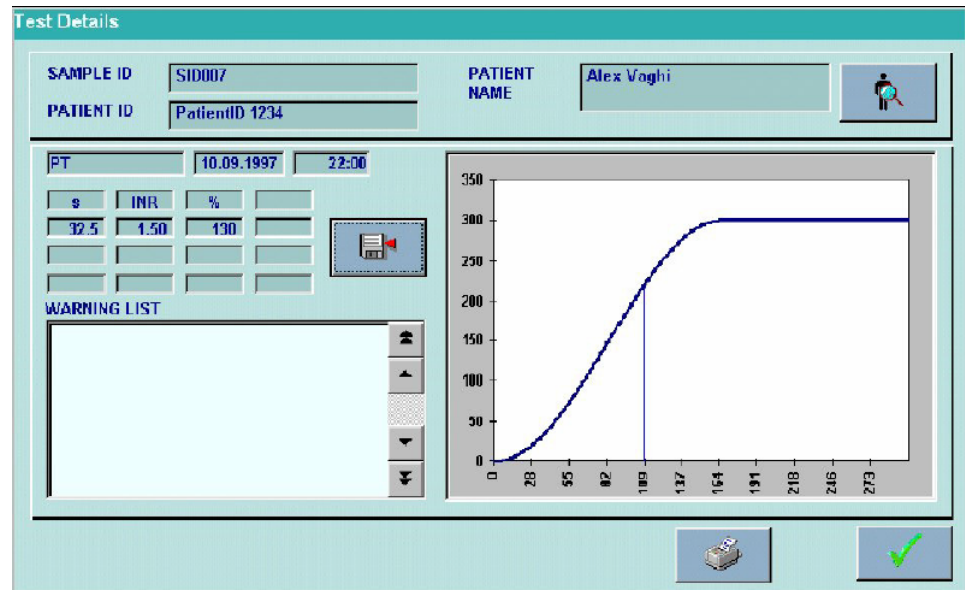 Test Details
SAMPLE ID SID007 PATIENT NAME Alex Vaghi
PATIENT ID PatientID 1234
PT 10.09.1997 22:00
s INR %
32.5 1.50 130
WARNING LIST
350
300
250
200
150
100
50
0
0 28 55 82 109 137 164 191 218 246 273